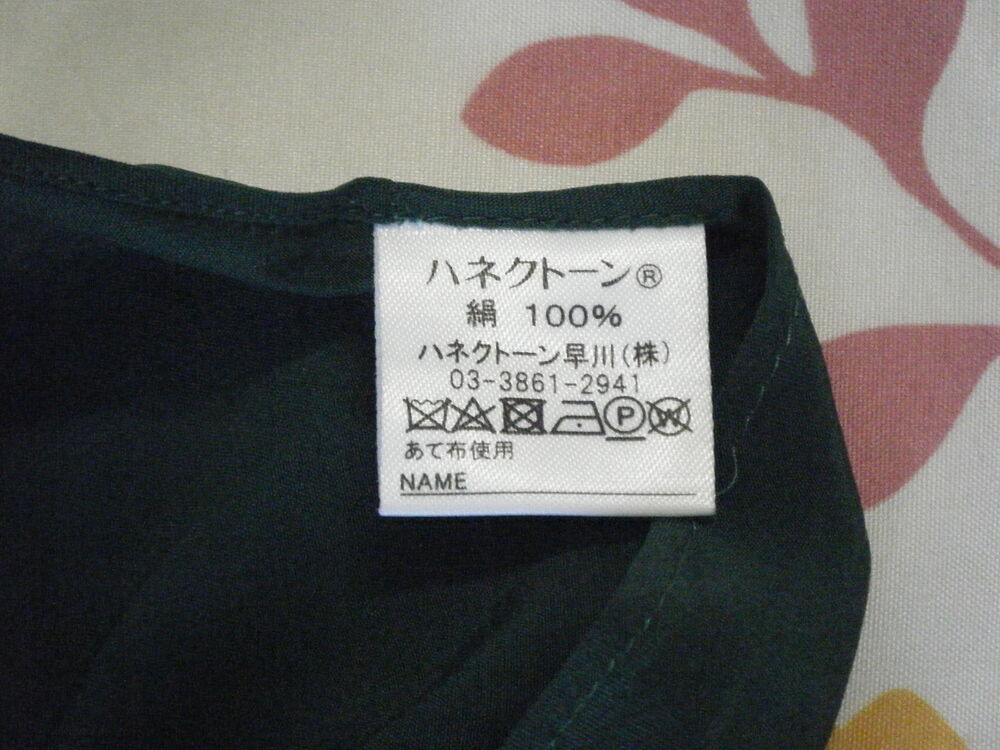 ハネクトーン®
絹 100%
ハネクトーン早川(株)
03-3861-2941
P W
あて布使用
NAME